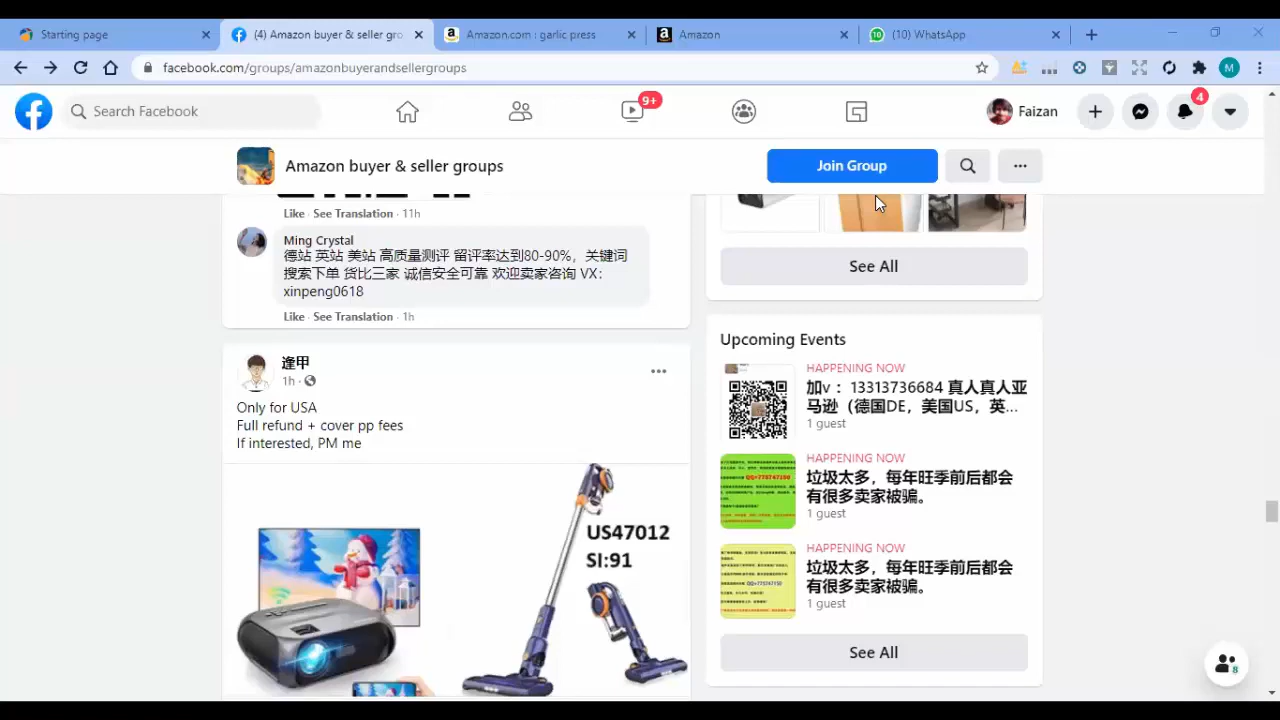 Starting page
(4) Amazon buyer & seller gro
Amazon.com : garlic press
Amazon
(10) WhatsApp
facebook.com/groups/amazonbuyerandsellergroups
M
Search Facebook
9+
Faizan
4
Amazon buyer & seller groups
Join Group
Like · See Translation · 11h
Ming Crystal
德站 英站 美站 高质量测评 留评率达到80-90%，关键词
搜索下单 货比三家 诚信安全可靠 欢迎卖家咨询 VX：
xinpeng0618
Like · See Translation · 1h
逢甲
1h ·
Only for USA
Full refund + cover pp fees
If interested, PM me
US47012
SI:91
See All
Upcoming Events
HAPPENING NOW
加v： 13313736684 真人真人亚
马逊（德国DE，美国US，英...
1 guest
HAPPENING NOW
垃圾太多，每年旺季前后都会
有很多卖家被骗。
1 guest
HAPPENING NOW
垃圾太多，每年旺季前后都会
有很多卖家被骗。
1 guest
See All
8